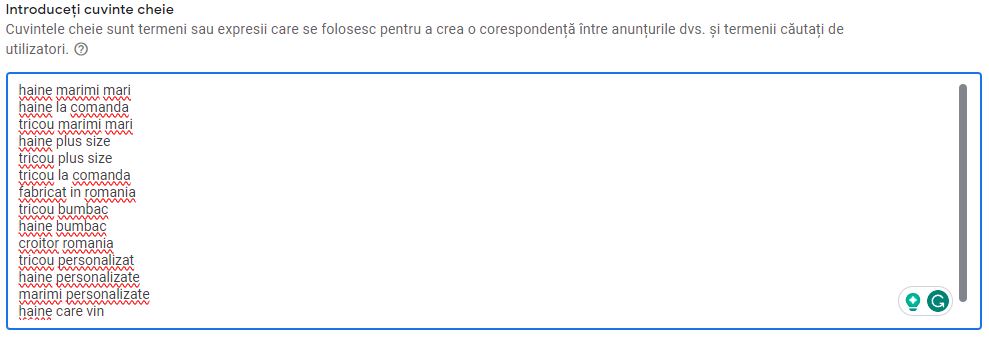 Introduceți cuvinte cheie
Cuvintele cheie sunt termeni sau expresii care se folosesc pentru a crea o corespondență între anunțurile dvs. și termenii căutați de
utilizatori.
haine marimi mari
haine la comanda
tricou marimi mari
haine plus size
tricou plus size
tricou la comanda
fabricat in romania
tricou bumbac
haine bumbac
croitor romania
tricou personalizat
haine personalizate
marimi personalizate
haine care vin